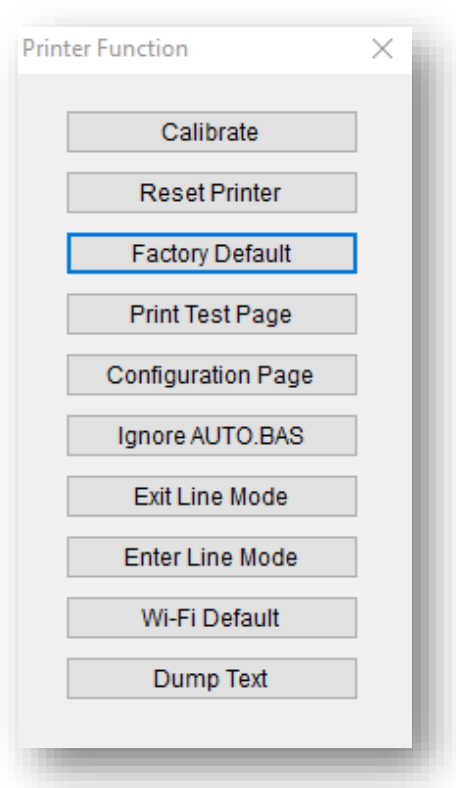 Printer Function
Calibrate
Reset Printer
Factory Default
Print Test Page
Configuration Page
Ignore AUTO.BAS
Exit Line Mode
Enter Line Mode
Wi-Fi Default
Dump Text